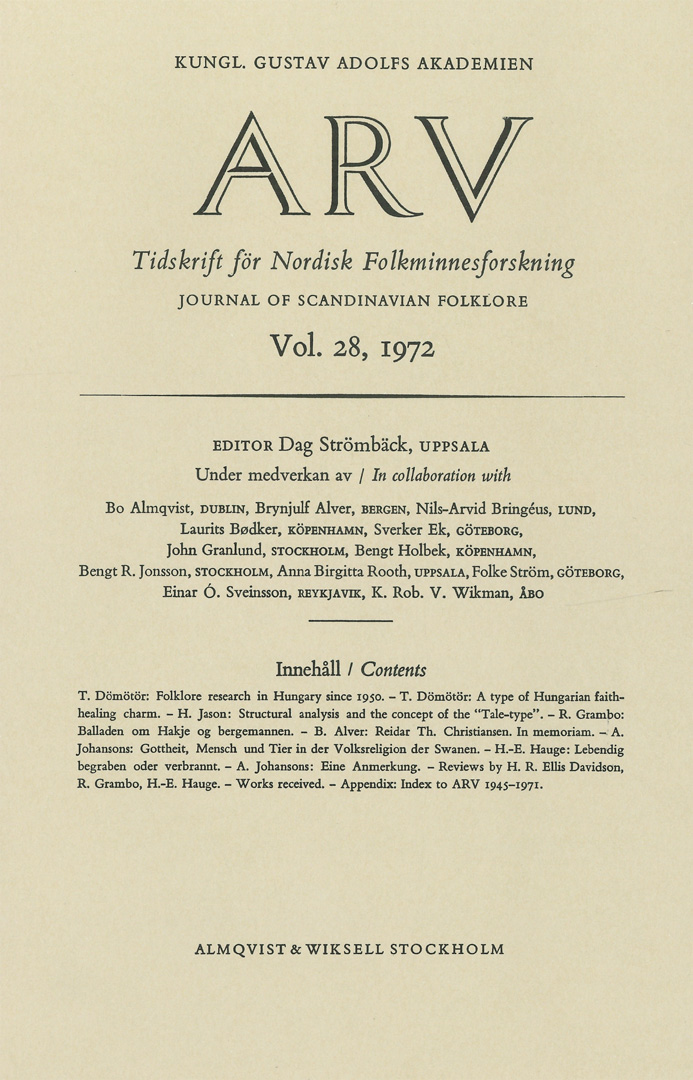 KUNGL. GUSTAV ADOLFS AKADEMIEN
ARV
Tidskrift för Nordisk Folkminnesforskning
JOURNAL OF SCANDINAVIAN FOLKLORE
Vol. 28, 1972
EDITOR Dag Strömbäck, UPPSALA
Under medverkan av / In collaboration with
Bo Almqvist, DUBLIN, Brynjulf Alver, BERGEN, Nils-Arvid Bringéus, LUND,
Laurits Bødker, KÖPENHAMN, Sverker Ek, GÖTEBORG,
John Granlund, STOCKHOLM, Bengt Holbek, KÖPENHAMN,
Bengt R. Jonsson, STOCKHOLM, Anna Birgitta Rooth, UPPSALA, Folke Ström, GÖTEBORG,
Einar Ó. Sveinsson, REYKJAVIK, K. Rob. V. Wikman, ÅBO
Innehåll / Contents
T. Dömötör: Folklore research in Hungary since 1950. – T. Dömötör: A type of Hungarian faith-
healing charm. – H. Jason: Structural analysis and the concept of the “Tale-type”. – R. Grambo:
Balladen om Hakje og bergemannen. – B. Alver: Reidar Th. Christiansen. In memoriam. – A.
Johansons: Gottheit, Mensch und Tier in der Volksreligion der Swanen. – H.-E. Hauge: Lebendig
begraben oder verbrannt. – A. Johansons: Eine Anmerkung. – Reviews by H. R. Ellis Davidson,
R. Grambo, H.-E. Hauge. – Works received. – Appendix: Index to ARV 1945–1971.
ALMQVIST & WIKSELL STOCKHOLM